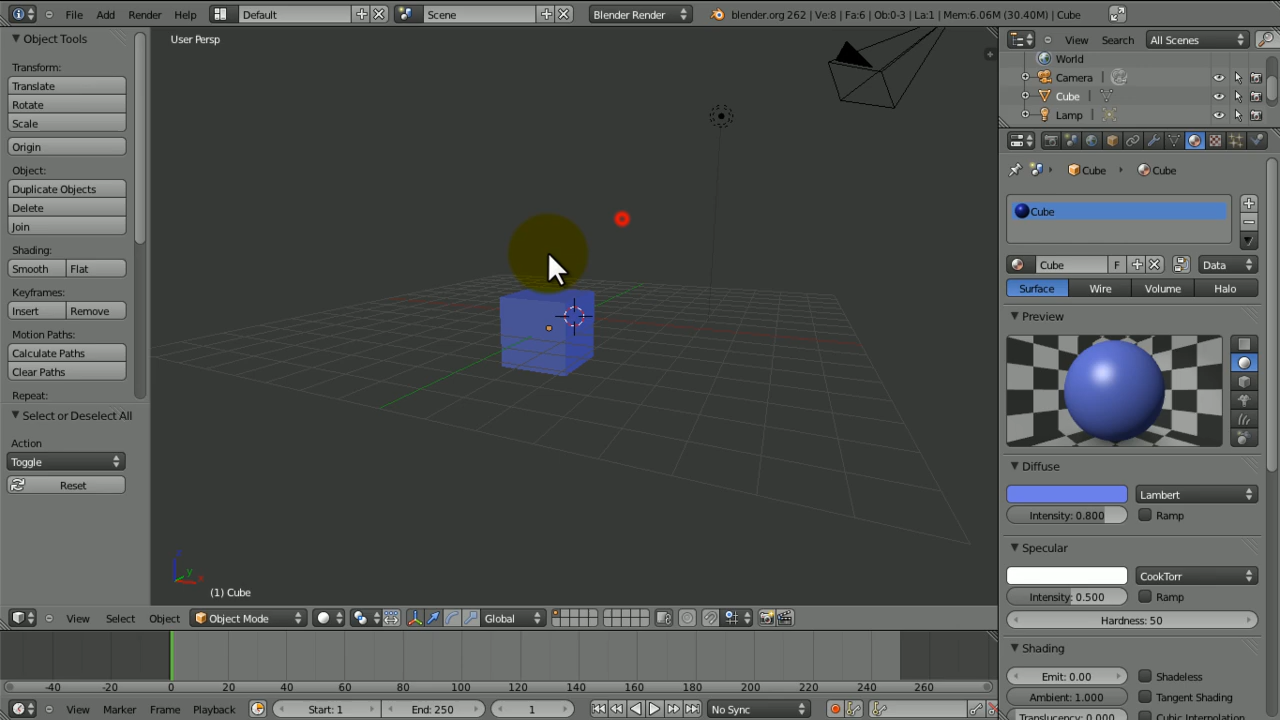 File Add Render Help Default Scene Blender Render blender.org 262 | Ve:8 | Fa:6 | Ob:0-3 | La:1 | Mem:6.06M (30.40M) | Cube
Object Tools
Transform:
Translate
Rotate
Scale
Origin
Object:
Duplicate Objects
Delete
Join
Shading:
Smooth Flat
Keyframes:
Insert Remove
Motion Paths:
Calculate Paths
Clear Paths
Repeat:
Select or Deselect All
Action
Toggle
Reset
User Persp
(1) Cube
View Select Object Object Mode Global
-40 -20 0 20 40 60 80 100 120 140 160 180 200 220 240 260
View Marker Frame Playback Start: 1 End: 250 1 No Sync
View Search All Scenes
World
Camera
Cube
Lamp
Cube Cube
Cube
Cube F Data
Surface Wire Volume Halo
Preview
Diffuse
Lambert
Intensity: 0.800 Ramp
Specular
CookTorr
Intensity: 0.500 Ramp
Hardness: 50
Shading
Emit: 0.00 Shadeless
Ambient: 1.000 Tangent Shading
Translucency: 0.000 Cubic Interpolation